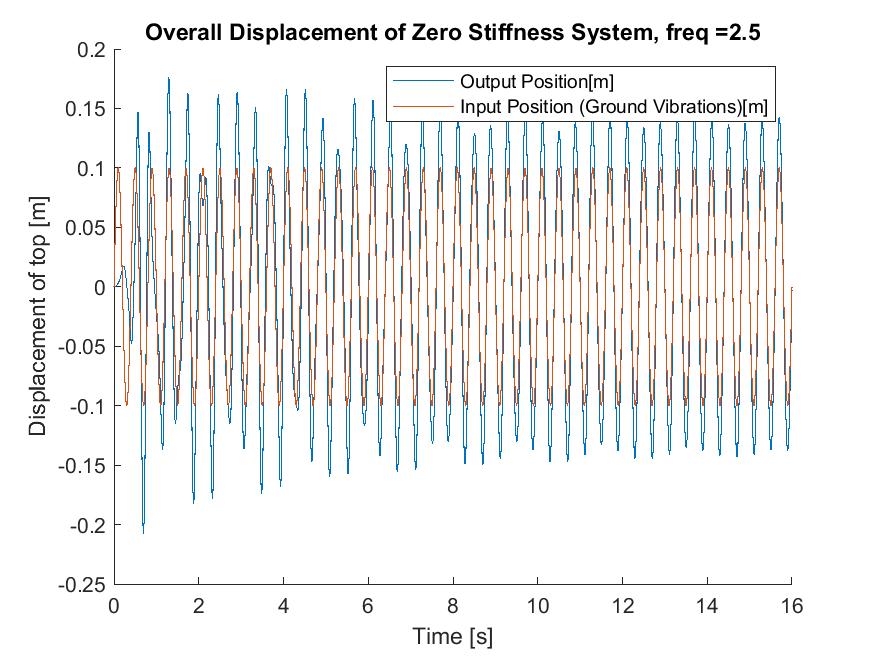 Overall Displacement of Zero Stiffness System, freq =2.5
Output Position[m]
Input Position (Ground Vibrations)[m]
Displacement of top [m]
0.2
0.15
0.1
0.05
0
-0.05
-0.1
-0.15
-0.2
-0.25
0 2 4 6 8 10 12 14 16
Time [s]